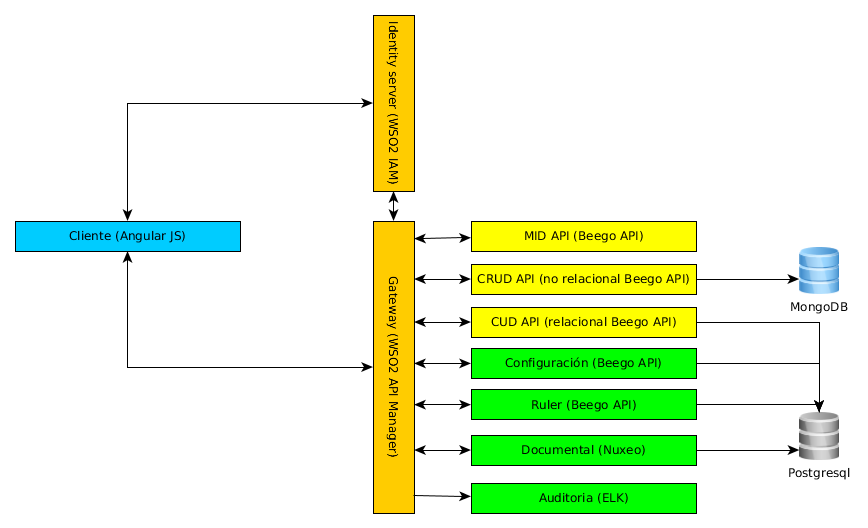 Identity server (WSO2 IAM)
Cliente (Angular JS)
Gateway (WSO2 API Manager)
MID API (Beego API)
CRUD API (no relacional Beego API)
MongoDB
CUD API (relacional Beego API)
Configuración (Beego API)
Ruler (Beego API)
Documental (Nuxeo)
Postgresql
Auditoria (ELK)